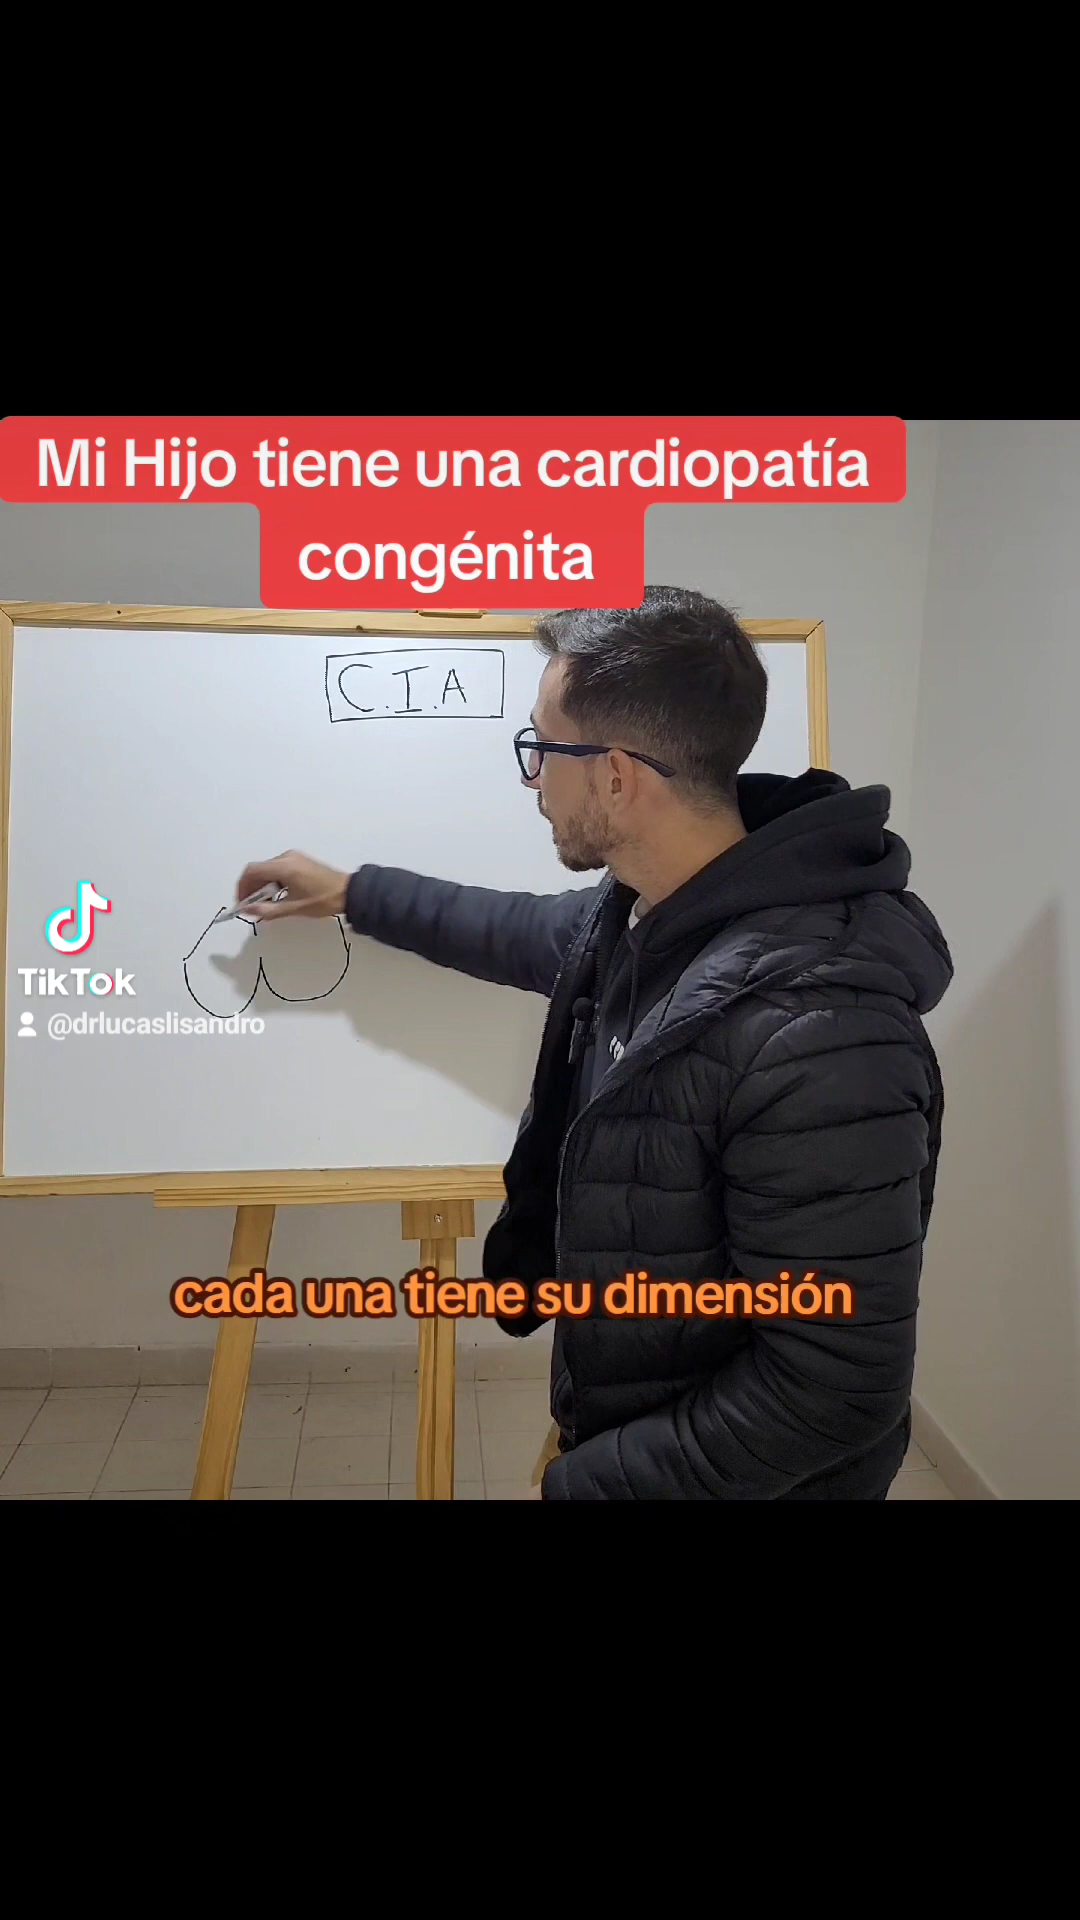 Mi Hijo tiene una cardiopatía
congénita
C.I.A
TikTok
@drlucaslisandro
cada una tiene su dimensión